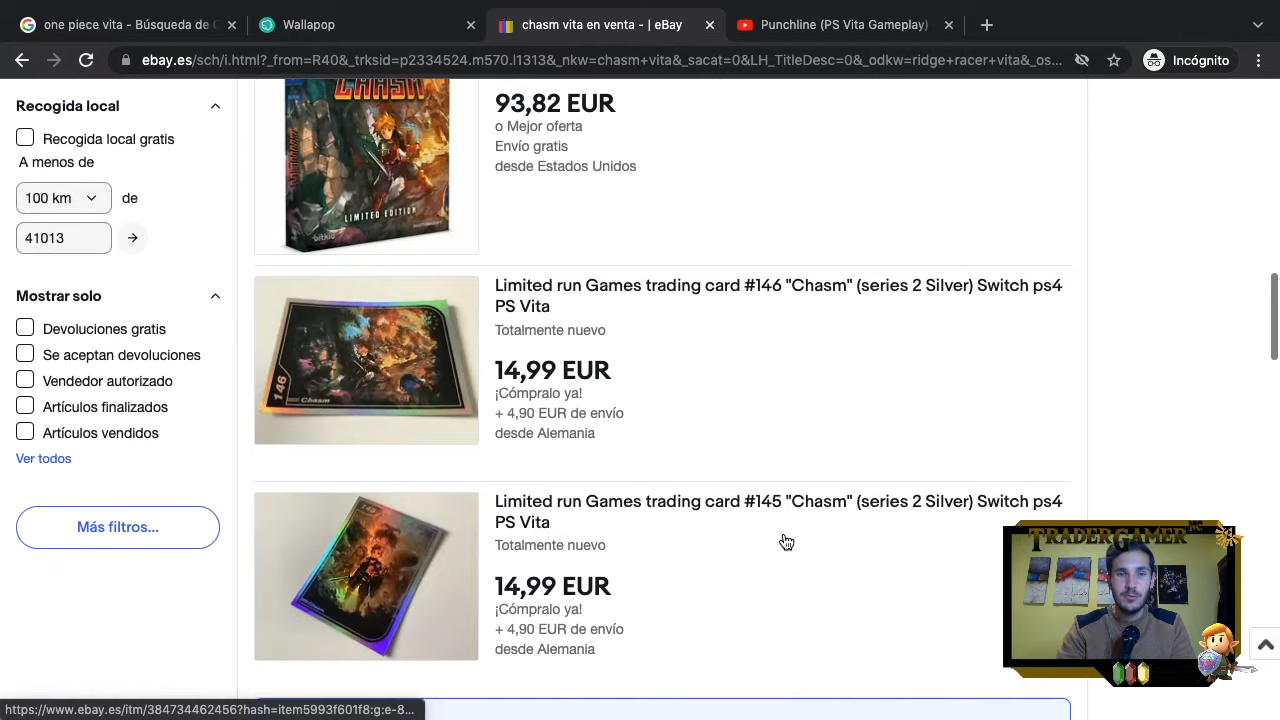 one piece vita - Búsqueda de
Wallapop
chasm vita en venta - | eBay
Punchline (PS Vita Gameplay)
ebay.es/sch/i.html?_from=R40&_trksid=p2334524.m570.l1313&_nkw=chasm+vita&_sacat=0&LH_TitleDesc=0&_odkw=ridge+racer+vita&_os...
Incógnito
Recogida local
Recogida local gratis
A menos de
100 km
de
41013
Mostrar solo
Devoluciones gratis
Se aceptan devoluciones
Vendedor autorizado
Artículos finalizados
Artículos vendidos
Ver todos
Más filtros...
CHASM
LIMITED EDITION
93,82 EUR
o Mejor oferta
Envío gratis
desde Estados Unidos
146
Chasm
Limited run Games trading card #146 "Chasm" (series 2 Silver) Switch ps4
PS Vita
Totalmente nuevo
14,99 EUR
¡Cómpralo ya!
+ 4,90 EUR de envío
desde Alemania
Limited run Games trading card #145 "Chasm" (series 2 Silver) Switch ps4
PS Vita
Totalmente nuevo
14,99 EUR
¡Cómpralo ya!
+ 4,90 EUR de envío
desde Alemania
TRADERGAMER MG
https://www.ebay.es/itm/384734462456?hash=item5993f601f8:g:e-8...